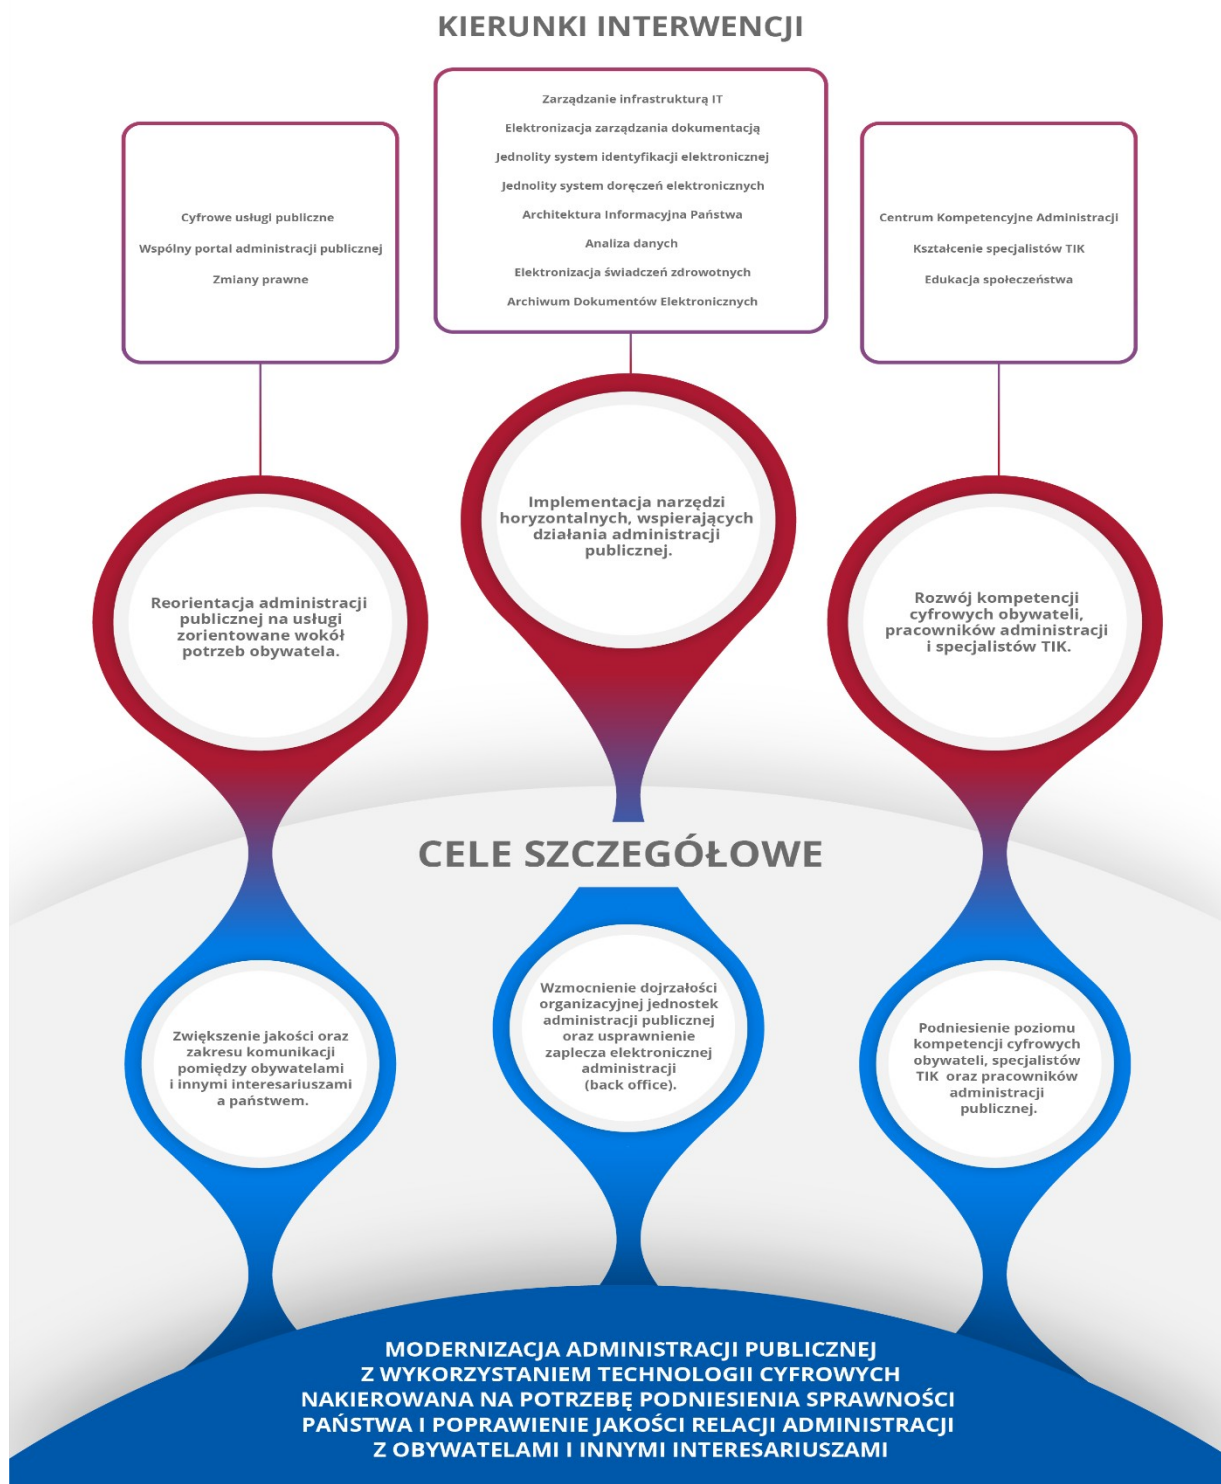 KIERUNKI INTERWENCJI
Cyfrowe usługi publiczne
Wspólny portal administracji publicznej
Zmiany prawne
Zarządzanie infrastrukturą IT
Elektronizacja zarządzania dokumentacją
Jednolity system identyfikacji elektronicznej
Jednolity system doręczeń elektronicznych
Architektura Informacyjna Państwa
Analiza danych
Elektronizacja świadczeń zdrowotnych
Archiwum Dokumentów Elektronicznych
Centrum Kompetencyjne Administracji
Kształcenie specjalistów TIK
Edukacja społeczeństwa
Reorientacja administracji
publicznej na usługi
zorientowane wokół
potrzeb obywatela.
Implementacja narzędzi
horyzontalnych, wspierających
działania administracji
publicznej.
Rozwój kompetencji
cyfrowych obywateli,
pracowników administracji
i specjalistów TIK.
CELE SZCZEGÓŁOWE
Zwiększenie jakości oraz
zakresu komunikacji
pomiędzy obywatelami
i innymi interesariuszami
a państwem.
Wzmocnienie dojrzałości
organizacyjnej jednostek
administracji publicznej
oraz usprawnienie
zaplecza elektronicznej
administracji
(back office).
Podniesienie poziomu
kompetencji cyfrowych
obywateli, specjalistów
TIK oraz pracowników
administracji
publicznej.
MODERNIZACJA ADMINISTRACJI PUBLICZNEJ
Z WYKORZYSTANIEM TECHNOLOGII CYFROWYCH
NAKIEROWANA NA POTRZEBĘ PODNIESIENIA SPRAWNOŚCI
PAŃSTWA I POPRAWIENIE JAKOŚCI RELACJI ADMINISTRACJI
Z OBYWATELAMI I INNYMI INTERESARIUSZAMI